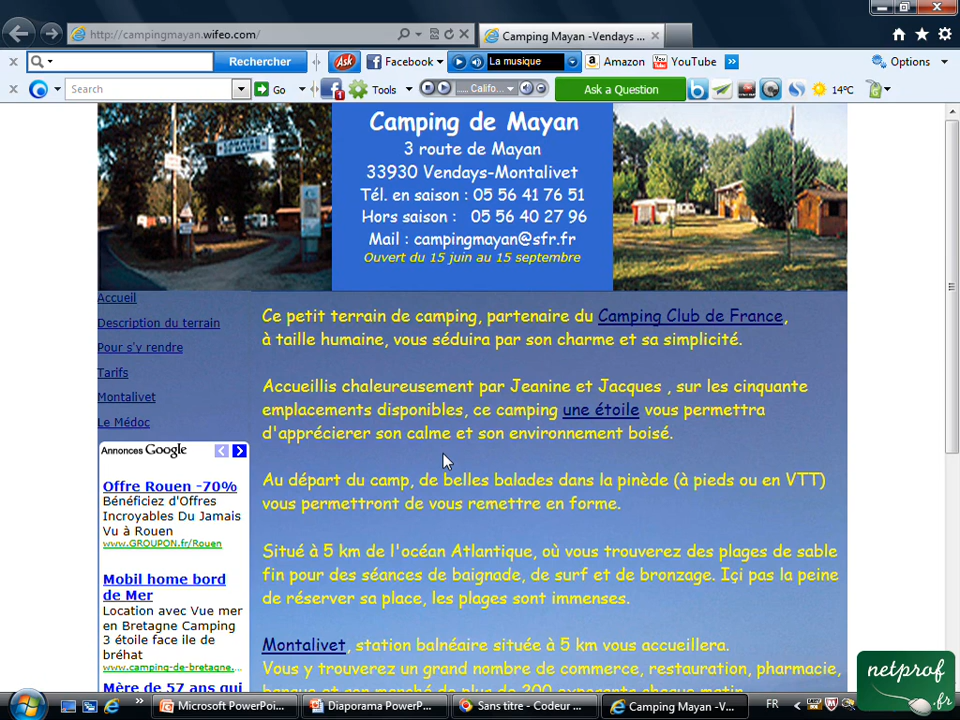 http://campingmayan.wifeo.com/
Camping Mayan -Vendays ...
Rechercher
Ask
Facebook
La musique
Amazon
YouTube
Options
Search
Go
Tools
..... Califo...
Ask a Question
14°C
Camping de Mayan
3 route de Mayan
33930 Vendays-Montalivet
Tél. en saison : 05 56 41 76 51
Hors saison : 05 56 40 27 96
Mail : campingmayan@sfr.fr
Ouvert du 15 juin au 15 septembre
Accueil
Description du terrain
Pour s'y rendre
Tarifs
Montalivet
Le Médoc
Annonces Google
Offre Rouen -70%
Bénéficiez d'Offres
Incroyables Du Jamais
Vu à Rouen
www.GROUPON.fr/Rouen
Mobil home bord
de Mer
Location avec Vue mer
en Bretagne Camping
3 étoile face ile de
bréhat
www.camping-de-bretagne....
Mère de 57 ans qui
Ce petit terrain de camping, partenaire du Camping Club de France,
à taille humaine, vous séduira par son charme et sa simplicité.
Accueillis chaleureusement par Jeanine et Jacques , sur les cinquante
emplacements disponibles, ce camping une étoile vous permettra
d'apprécierer son calme et son environnement boisé.
Au départ du camp, de belles balades dans la pinède (à pieds ou en VTT)
vous permettront de vous remettre en forme.
Situé à 5 km de l'océan Atlantique, où vous trouverez des plages de sable
fin pour des séances de baignade, de surf et de bronzage. Içi pas la peine
de réserver sa place, les plages sont immenses.
Montalivet, station balnéaire située à 5 km vous accueillera.
Vous y trouverez un grand nombre de commerce, restauration, pharmacie,
netprof
.fr
Microsoft PowerPoi...
Diaporama PowerP...
Sans titre - Codeur ...
Camping Mayan -V...
FR
14:00